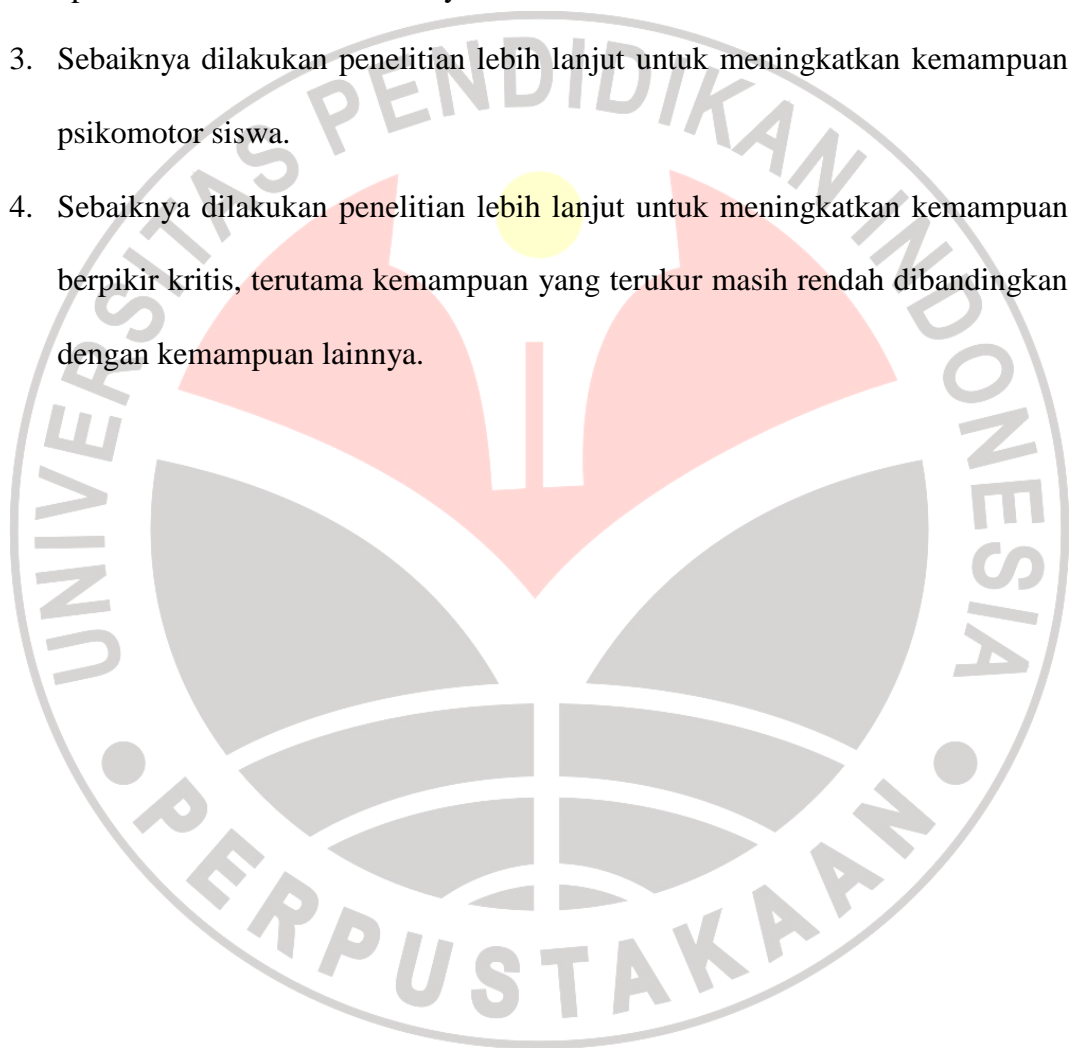 3. Sebaiknya dilakukan penelitian lebih lanjut untuk meningkatkan kemampuan
psikomotor siswa.
4. Sebaiknya dilakukan penelitian lebih lanjut untuk meningkatkan kemampuan
berpikir kritis, terutama kemampuan yang terukur masih rendah dibandingkan
dengan kemampuan lainnya.
UNIVERSITAS PENDIDIKAN INDONESIA
PERPUSTAKAAN